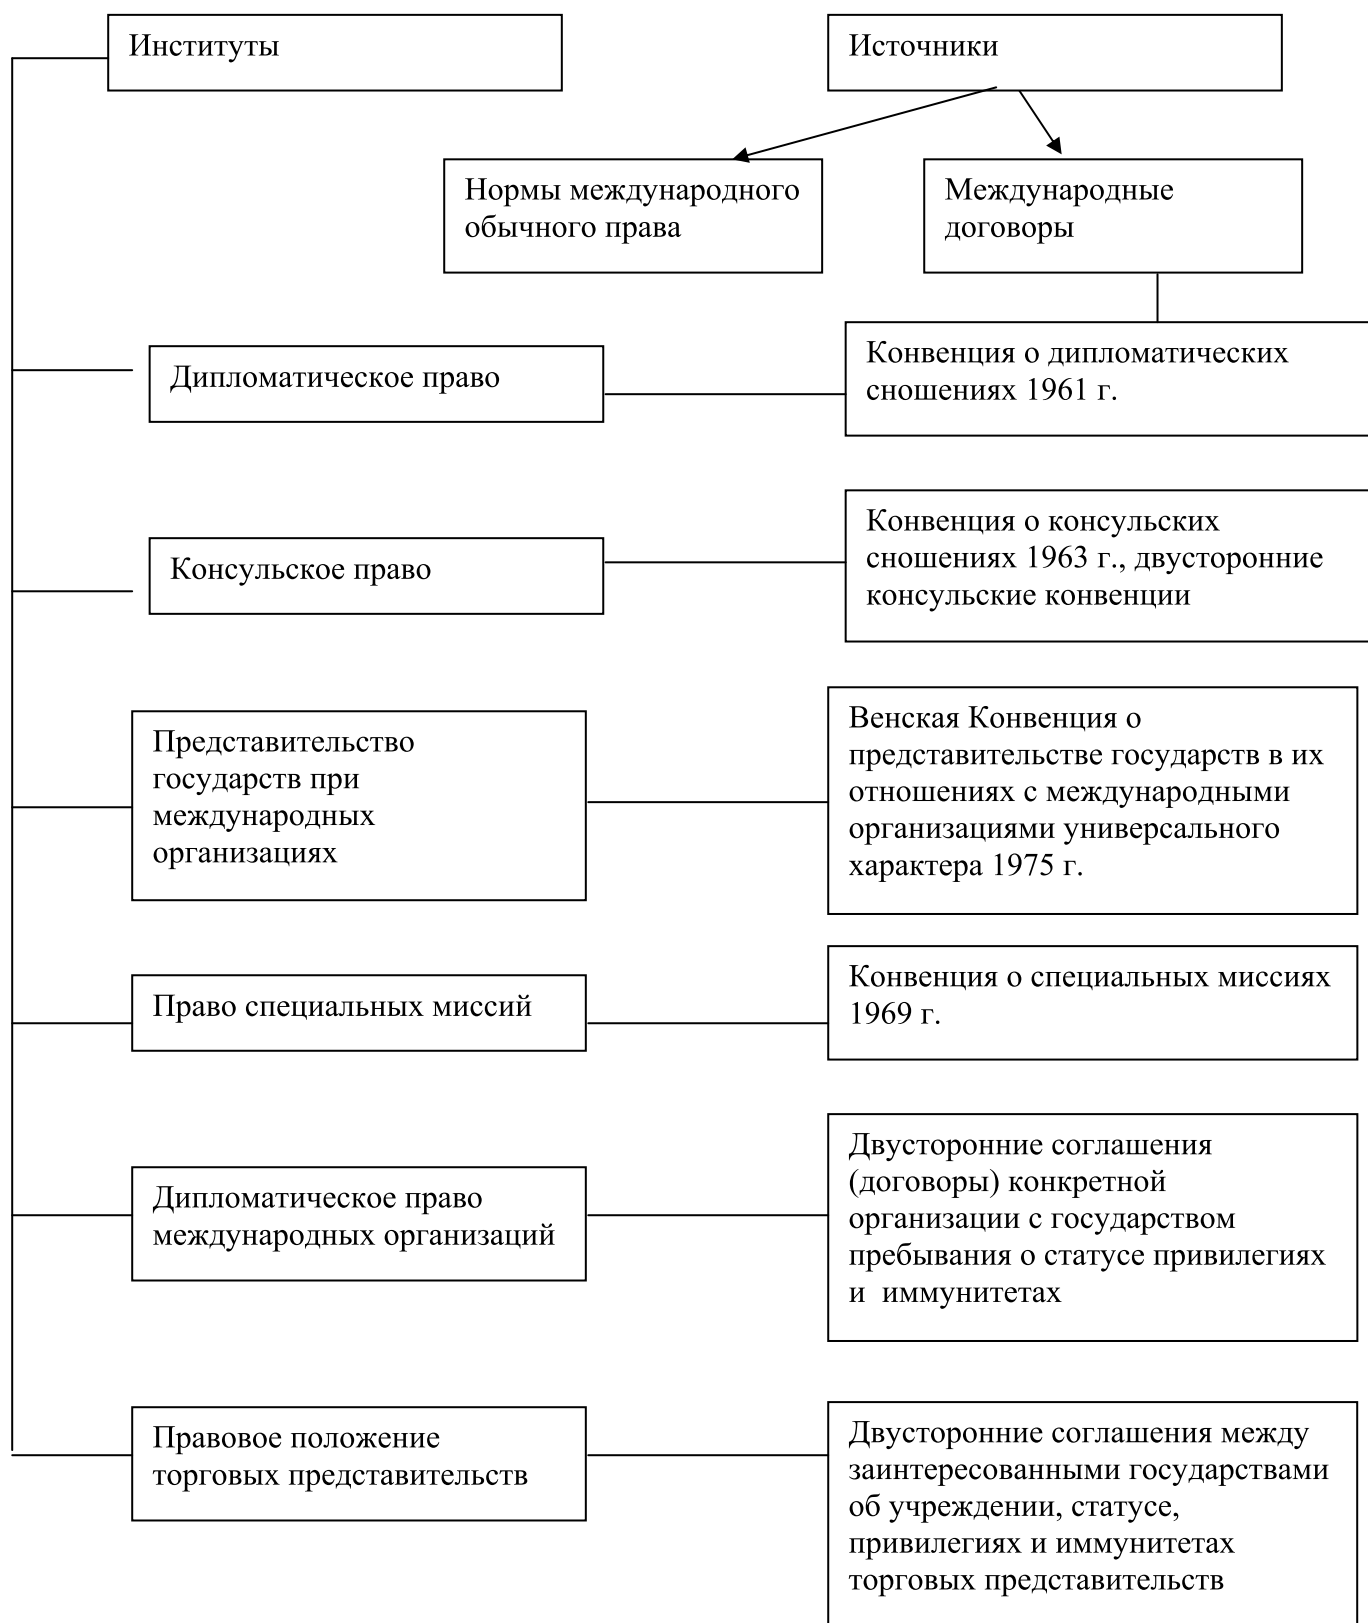 Институты
Источники
Нормы международного
обычного права
Международные
договоры
Дипломатическое право
Конвенция о дипломатических
сношениях 1961 г.
Консульское право
Конвенция о консульских
сношениях 1963 г., двусторонние
консульские конвенции
Представительство
государств при
международных
организациях
Венская Конвенция о
представительстве государств в их
отношениях с международными
организациями универсального
характера 1975 г.
Право специальных миссий
Конвенция о специальных миссиях
1969 г.
Дипломатическое право
международных организаций
Двусторонние соглашения
(договоры) конкретной
организации с государством
пребывания о статусе привилегиях
и  иммунитетах
Правовое положение
торговых представительств
Двусторонние соглашения между
заинтересованными государствами
об учреждении, статусе,
привилегиях и иммунитетах
торговых представительств